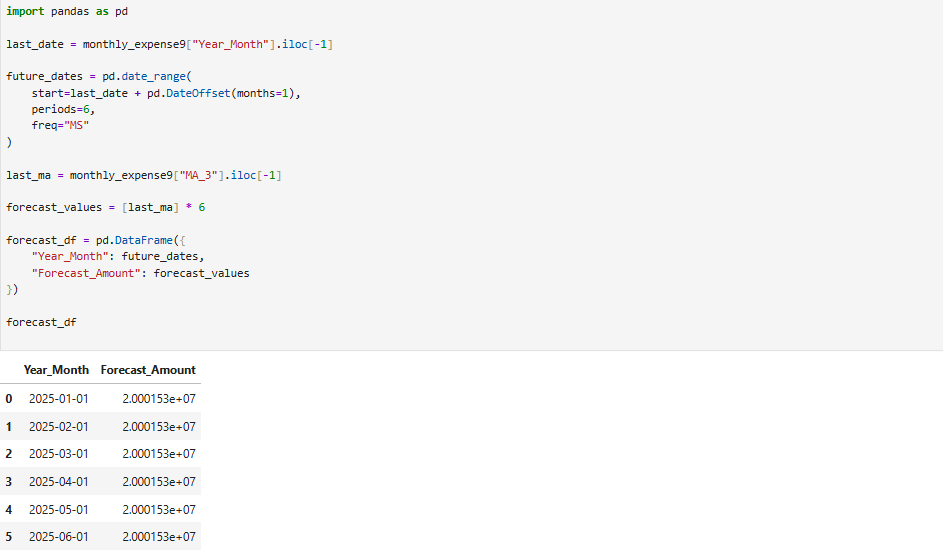 import pandas as pd
last_date = monthly_expense9["Year_Month"].iloc[-1]
future_dates = pd.date_range(
    start=last_date + pd.DateOffset(months=1),
    periods=6,
    freq="MS"
)
last_ma = monthly_expense9["MA_3"].iloc[-1]
forecast_values = [last_ma] * 6
forecast_df = pd.DataFrame({
    "Year_Month": future_dates,
    "Forecast_Amount": forecast_values
})
forecast_df
Year_Month Forecast_Amount
0 2025-01-01 2.000153e+07
1 2025-02-01 2.000153e+07
2 2025-03-01 2.000153e+07
3 2025-04-01 2.000153e+07
4 2025-05-01 2.000153e+07
5 2025-06-01 2.000153e+07